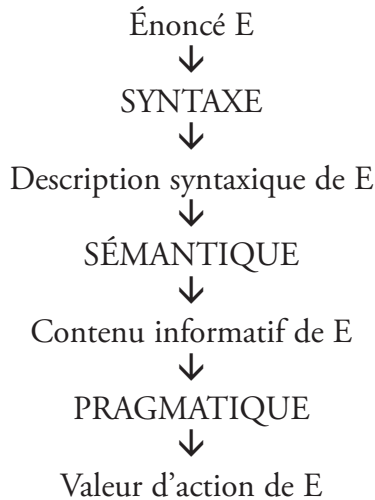 Énoncé E
↓
SYNTAXE
↓
Description syntaxique de E
↓
SÉMANTIQUE
↓
Contenu informatif de E
↓
PRAGMATIQUE
↓
Valeur d'action de E